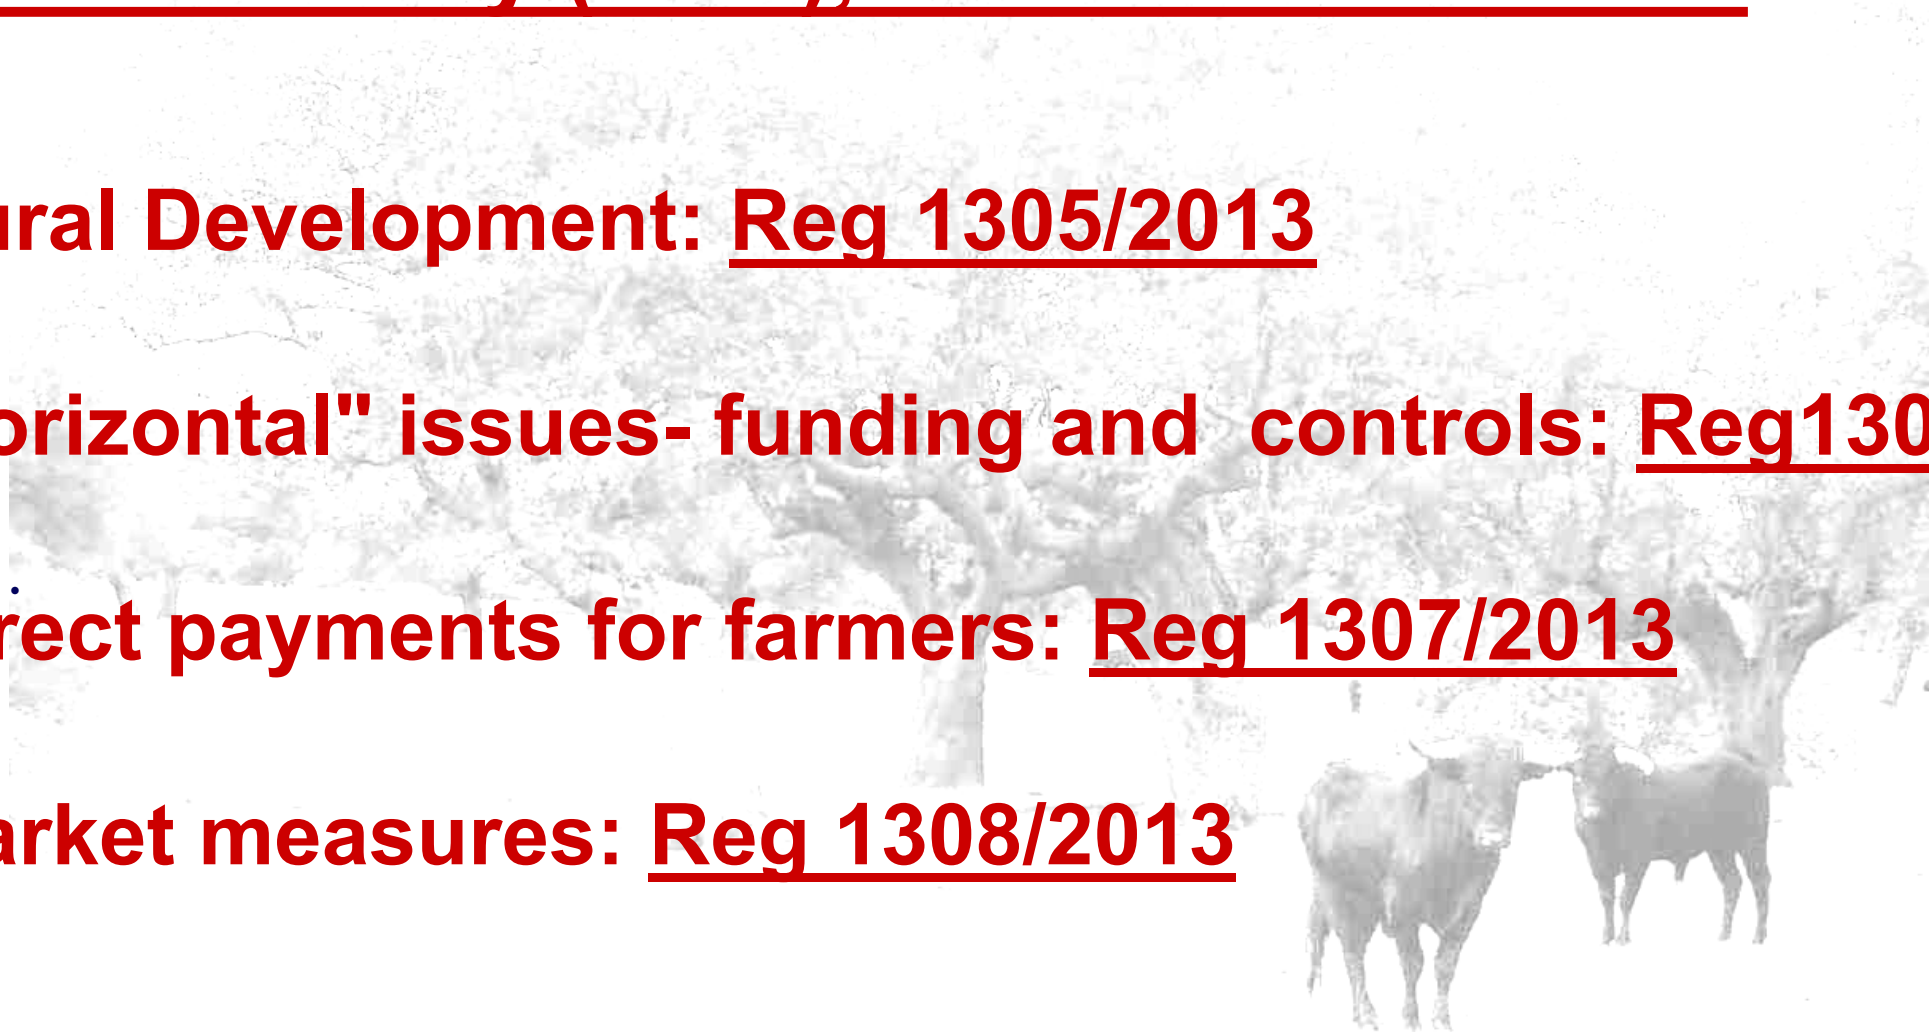 ural Development: Reg 1305/2013
orizontal" issues- funding and controls: Reg130
rect payments for farmers: Reg 1307/2013
arket measures: Reg 1308/2013